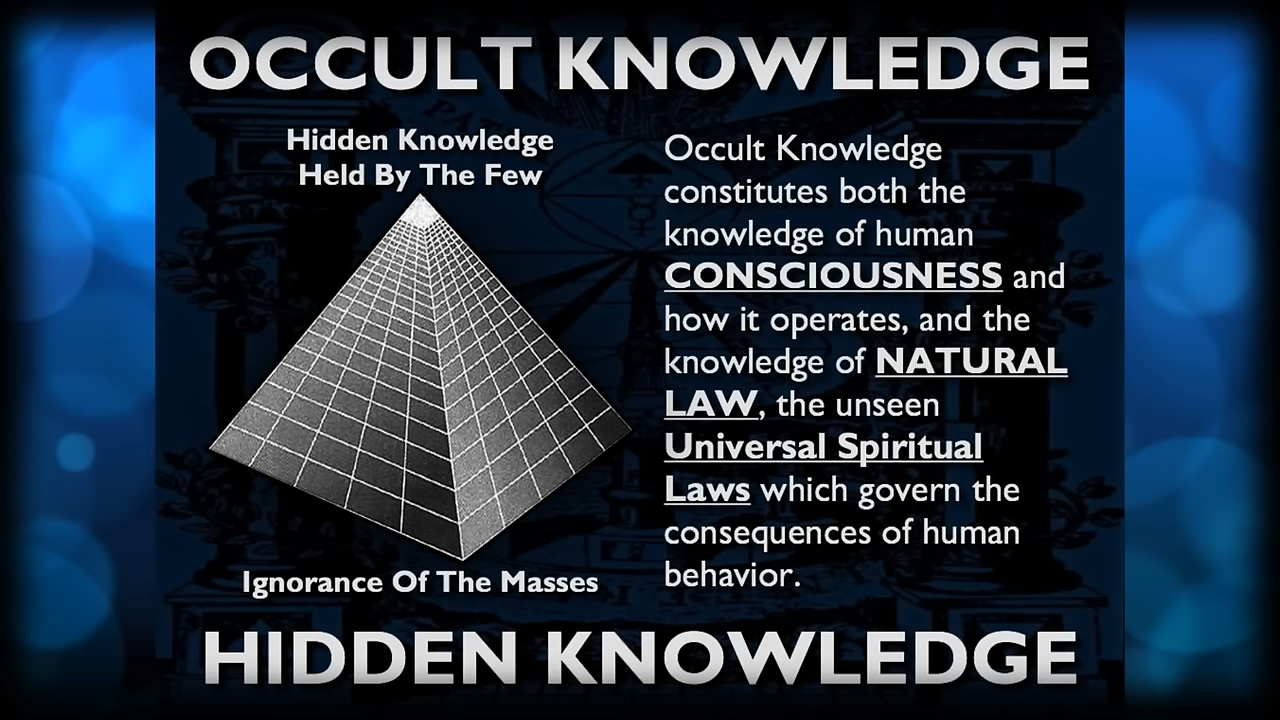 OCCULT KNOWLEDGE
Hidden Knowledge
Held By The Few
Ignorance Of The Masses
Occult Knowledge
constitutes both the
knowledge of human
CONSCIOUSNESS and
how it operates, and the
knowledge of NATURAL
LAW, the unseen
Universal Spiritual
Laws which govern the
consequences of human
behavior.
HIDDEN KNOWLEDGE